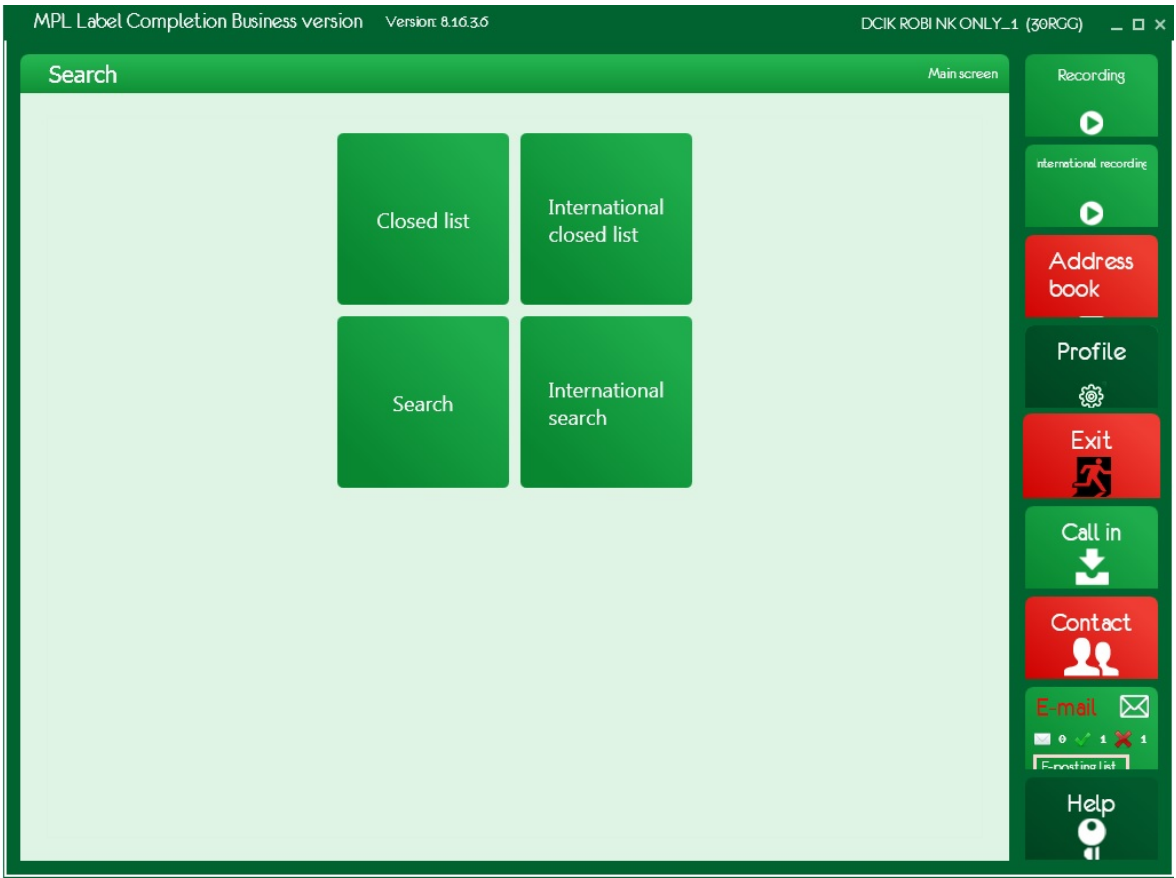 MPL Label Completion Business version Version: 8.16.3.6 DCIK ROBI NK ONLY_1 (30RGG)
Search Main screen
Closed list
International
closed list
Search
International
search
Recording
nternational recording
Address
book
Profile
Exit
Call in
Contact
E-mail
0 1 1
E-posting list
Help